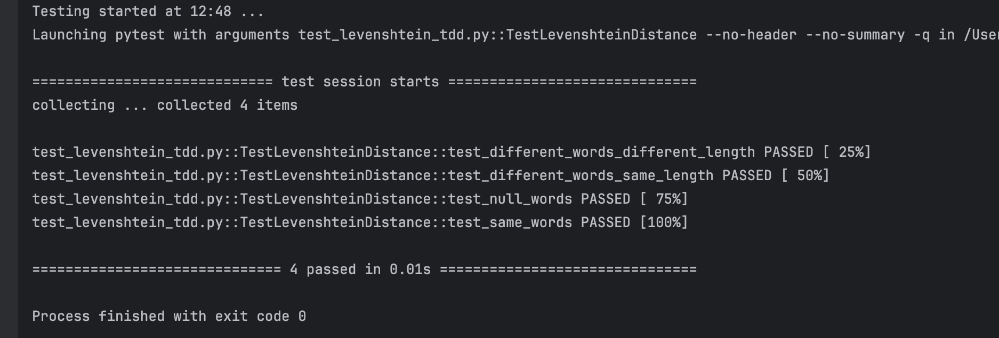 Testing started at 12:48 ...
Launching pytest with arguments test_levenshtein_tdd.py::TestLevenshteinDistance --no-header --no-summary -q in /User
============================= test session starts ==============================
collecting ... collected 4 items
test_levenshtein_tdd.py::TestLevenshteinDistance::test_different_words_different_length PASSED [ 25%]
test_levenshtein_tdd.py::TestLevenshteinDistance::test_different_words_same_length PASSED [ 50%]
test_levenshtein_tdd.py::TestLevenshteinDistance::test_null_words PASSED [ 75%]
test_levenshtein_tdd.py::TestLevenshteinDistance::test_same_words PASSED [100%]
============================== 4 passed in 0.01s ===============================
Process finished with exit code 0